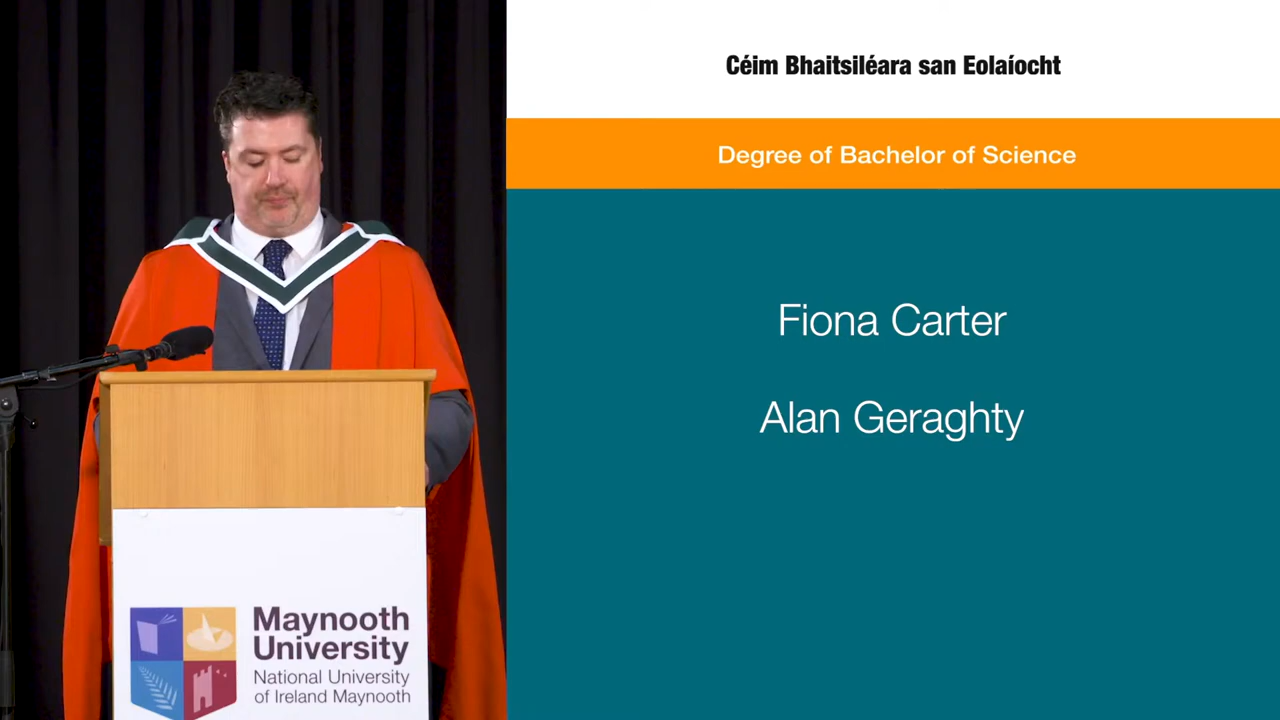 Céim Bhaitsiléara san Eolaíocht
Degree of Bachelor of Science
Fiona Carter
Alan Geraghty
Maynooth
University
National University
of Ireland Maynooth